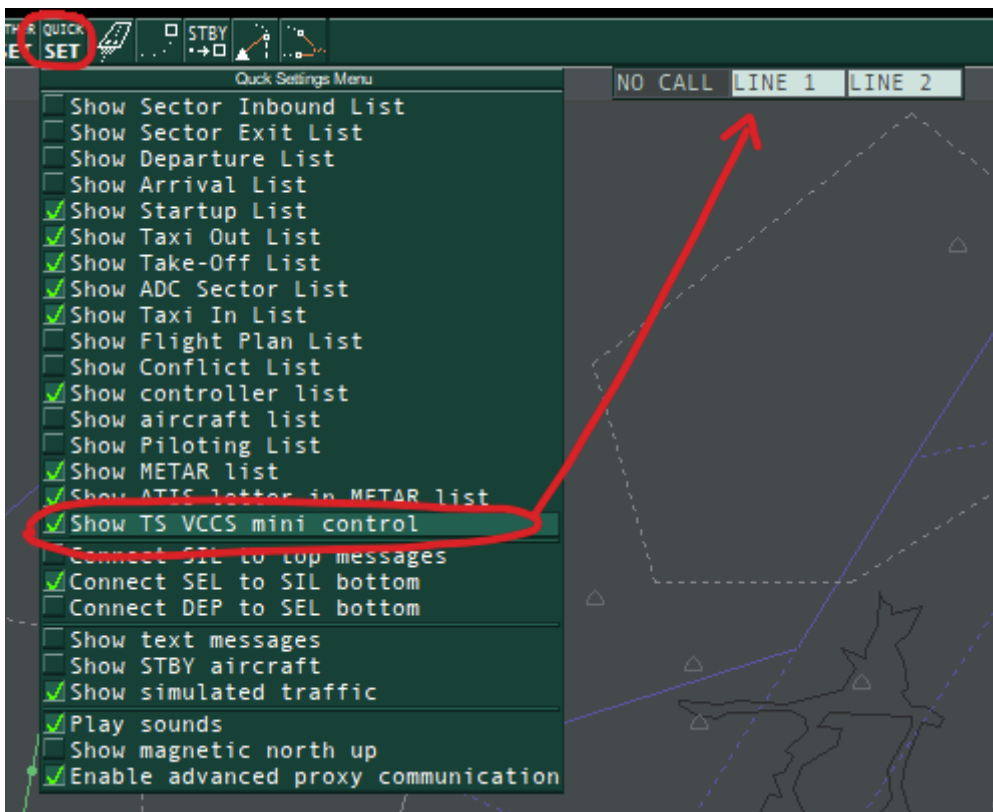 THER QUICK
ET SET STBY
Quck Settings Menu
NO CALL LINE 1 LINE 2
Show Sector Inbound List
Show Sector Exit List
Show Departure List
Show Arrival List
Show Startup List
Show Taxi Out List
Show Take-Off List
Show ADC Sector List
Show Taxi In List
Show Flight Plan List
Show Conflict List
Show controller list
Show aircraft list
Show Piloting List
Show METAR list
Show ATIS letter in METAR list
Show TS VCCS mini control
Connect SIL to top messages
Connect SEL to SIL bottom
Connect DEP to SEL bottom
Show text messages
Show STBY aircraft
Show simulated traffic
Play sounds
Show magnetic north up
Enable advanced proxy communication